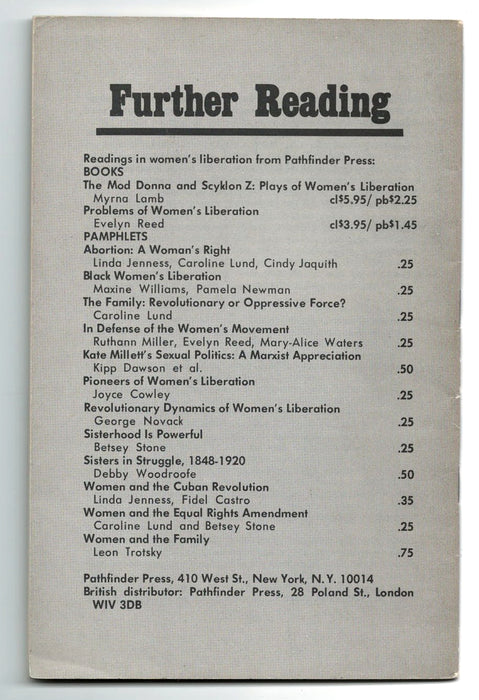 Further Reading
Readings in women's liberation from Pathfinder Press:
BOOKS
The Mod Donna and Scyklon Z: Plays of Women's Liberation
Myrna Lamb cl$5.95/ pb$2.25
Problems of Women's Liberation
Evelyn Reed cl$3.95/ pb$1.45
PAMPHLETS
Abortion: A Woman's Right
Linda Jenness, Caroline Lund, Cindy Jaquith .25
Black Women's Liberation
Maxine Williams, Pamela Newman .25
The Family: Revolutionary or Oppressive Force?
Caroline Lund .25
In Defense of the Women's Movement
Ruthann Miller, Evelyn Reed, Mary-Alice Waters .25
Kate Millett's Sexual Politics: A Marxist Appreciation
Kipp Dawson et al. .50
Pioneers of Women's Liberation
Joyce Cowley .25
Revolutionary Dynamics of Women's Liberation
George Novack .25
Sisterhood Is Powerful
Betsey Stone .25
Sisters in Struggle, 1848-1920
Debby Woodroofe .50
Women and the Cuban Revolution
Linda Jenness, Fidel Castro .35
Women and the Equal Rights Amendment
Caroline Lund and Betsey Stone .25
Women and the Family
Leon Trotsky .75
Pathfinder Press, 410 West St., New York, N.Y. 10014
British distributor: Pathfinder Press, 28 Poland St., London
WIV 3DB